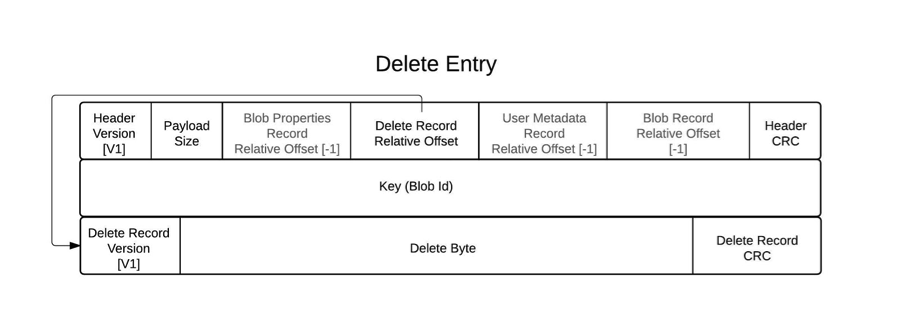 Delete Entry
Header
Version
[V1]
Payload
Size
Blob Properties
Record
Relative Offset [-1]
Delete Record
Relative Offset
User Metadata
Record
Relative Offset [-1]
Blob Record
Relative Offset
[-1]
Header
CRC
Key (Blob Id)
Delete Record
Version
[V1]
Delete Byte
Delete Record
CRC